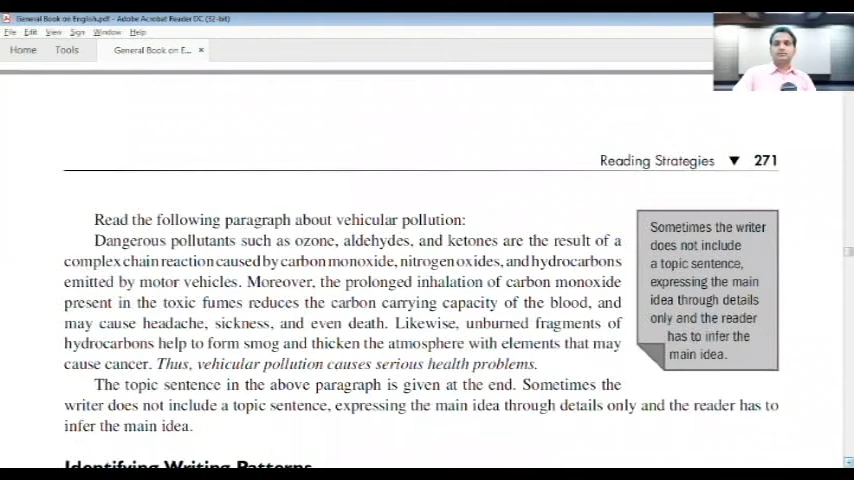 General Book on English.pdf - Adobe Acrobat Reader DC (32-bit)
File Edit View Sign Window Help
Home Tools General Book on E... ×
Reading Strategies ▼ 271
Read the following paragraph about vehicular pollution:
Dangerous pollutants such as ozone, aldehydes, and ketones are the result of a
complex chain reaction caused by carbon monoxide, nitrogen oxides, and hydrocarbons
emitted by motor vehicles. Moreover, the prolonged inhalation of carbon monoxide
present in the toxic fumes reduces the carbon carrying capacity of the blood, and
may cause headache, sickness, and even death. Likewise, unburned fragments of
hydrocarbons help to form smog and thicken the atmosphere with elements that may
cause cancer. Thus, vehicular pollution causes serious health problems.
Sometimes the writer
does not include
a topic sentence,
expressing the main
idea through details
only and the reader
has to infer the
main idea.
The topic sentence in the above paragraph is given at the end. Sometimes the
writer does not include a topic sentence, expressing the main idea through details only and the reader has to
infer the main idea.
Identifying Writing Patterns